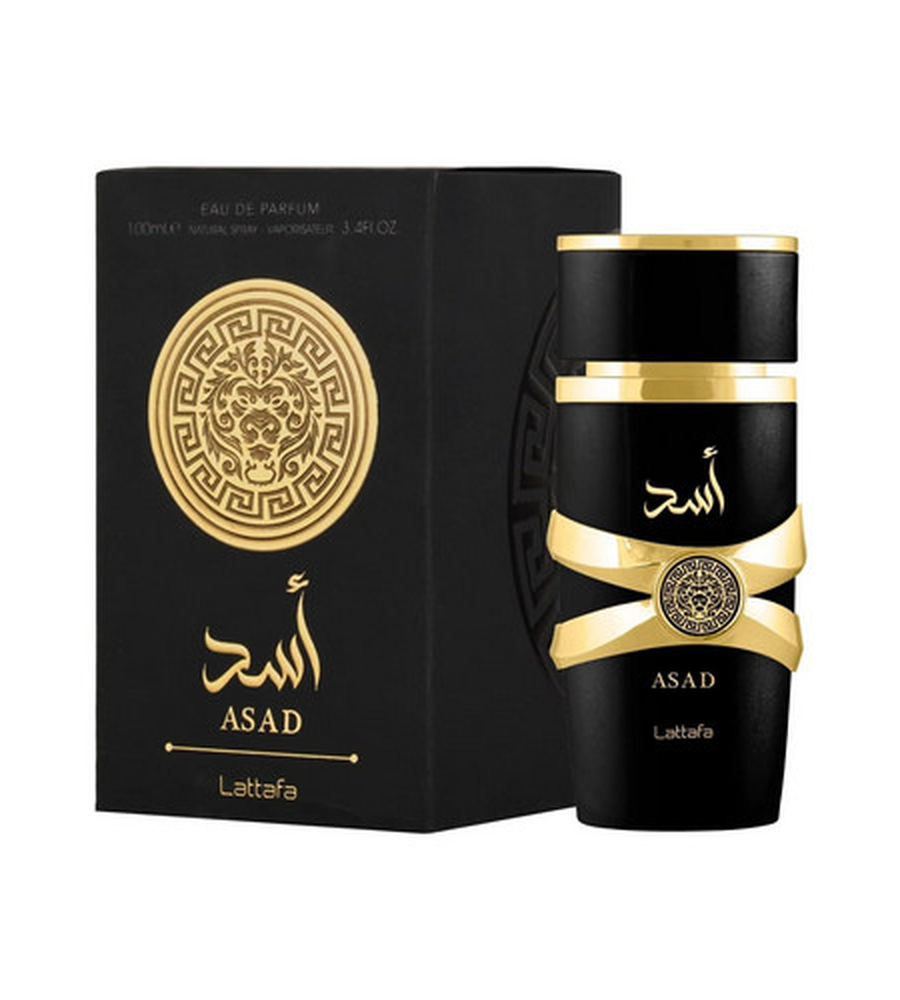 EAU DE PARFUM
100ml ℮ NATURAL SPRAY - VAPORISATEUR 3.4Fl.OZ
أسد
ASAD
Lattafa
أسد
ASAD
Lattafa